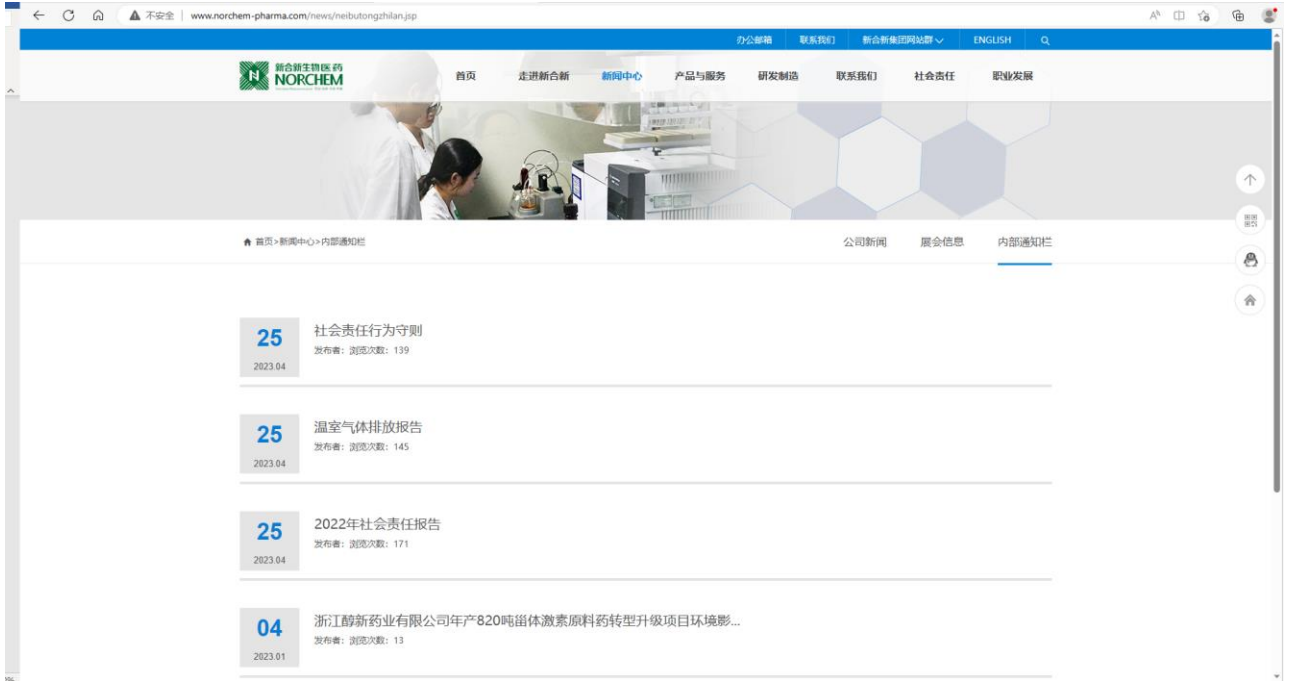 不安全 | www.norchem-pharma.com/news/neibutongzhilan.jsp
办公邮箱 联系我们 新合新集团网站群 ENGLISH
新合新生物医药
NORCHEM
首页 走进新合新 新闻中心 产品与服务 研发制造 联系我们 社会责任 职业发展
首页>新闻中心>内部通知栏
公司新闻 展会信息 内部通知栏
25
2023.04
社会责任行为守则
发布者: 浏览次数: 139
25
2023.04
温室气体排放报告
发布者: 浏览次数: 145
25
2023.04
2022年社会责任报告
发布者: 浏览次数: 171
04
2023.01
浙江醇新药业有限公司年产820吨甾体激素原料药转型升级项目环境影...
发布者: 浏览次数: 13